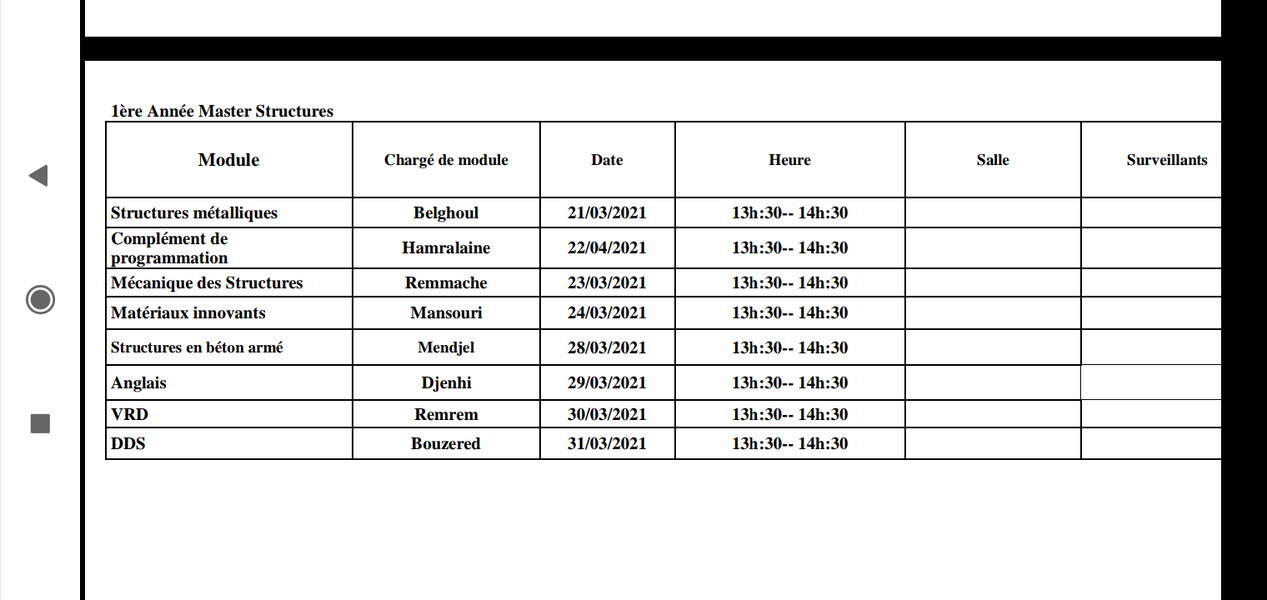 1ère Année Master Structures
Module Chargé de module Date Heure Salle Surveillants
Structures métalliques Belghoul 21/03/2021 13h:30-- 14h:30
Complément de
programmation Hamralaine 22/04/2021 13h:30-- 14h:30
Mécanique des Structures Remmache 23/03/2021 13h:30-- 14h:30
Matériaux innovants Mansouri 24/03/2021 13h:30-- 14h:30
Structures en béton armé Mendjel 28/03/2021 13h:30-- 14h:30
Anglais Djenhi 29/03/2021 13h:30-- 14h:30
VRD Remrem 30/03/2021 13h:30-- 14h:30
DDS Bouzered 31/03/2021 13h:30-- 14h:30